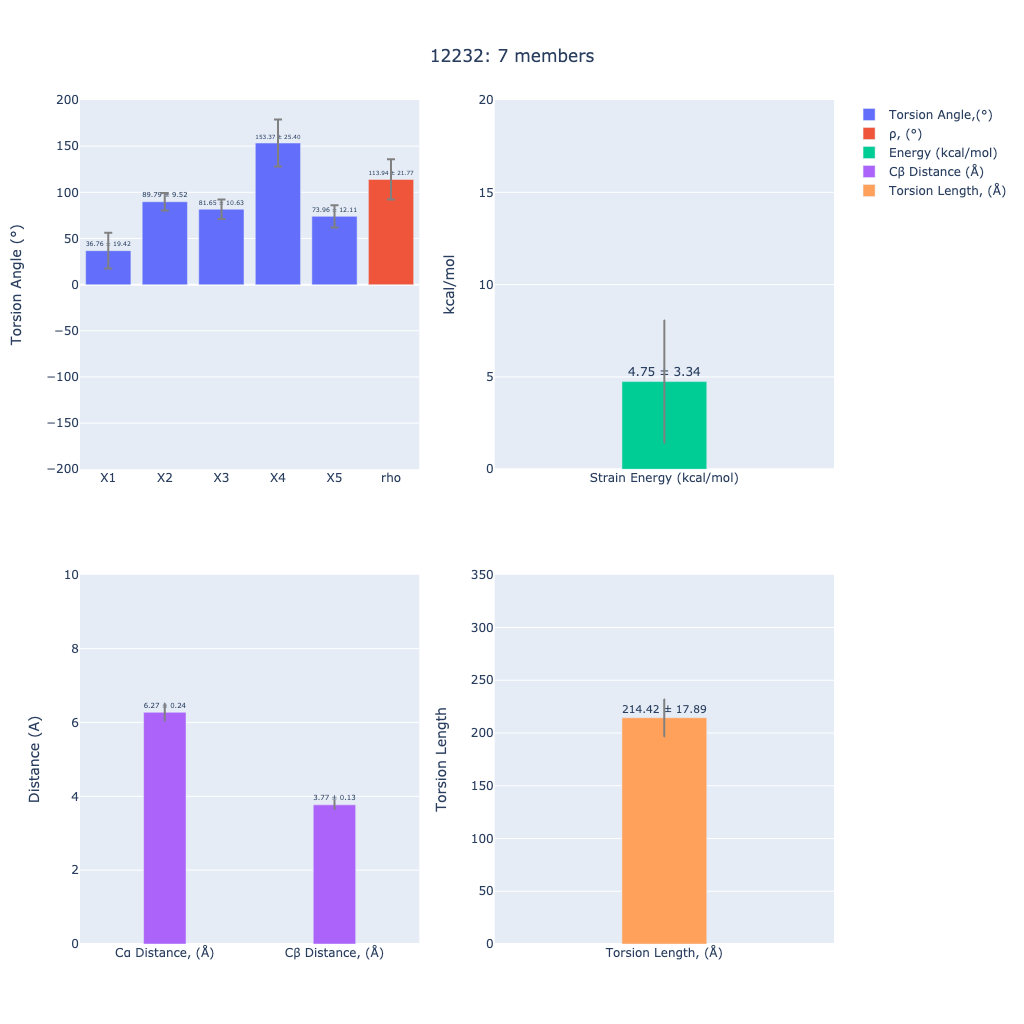 12232: 7 members
Torsion Angle (°)
200
150
100
50
0
−50
−100
−150
−200
36.76 ± 19.42
89.79 ± 9.52
81.65 ± 10.63
153.37 ± 25.40
73.96 ± 12.11
113.94 ± 21.77
X1
X2
X3
X4
X5
rho
kcal/mol
20
15
10
5
0
4.75 ± 3.34
Strain Energy (kcal/mol)
Torsion Angle,(°)
ρ, (°)
Energy (kcal/mol)
Cβ Distance (Å)
Torsion Length, (Å)
Distance (A)
10
8
6
4
2
0
6.27 ± 0.24
3.77 ± 0.13
Cα Distance, (Å)
Cβ Distance, (Å)
Torsion Length
350
300
250
200
150
100
50
0
214.42 ± 17.89
Torsion Length, (Å)